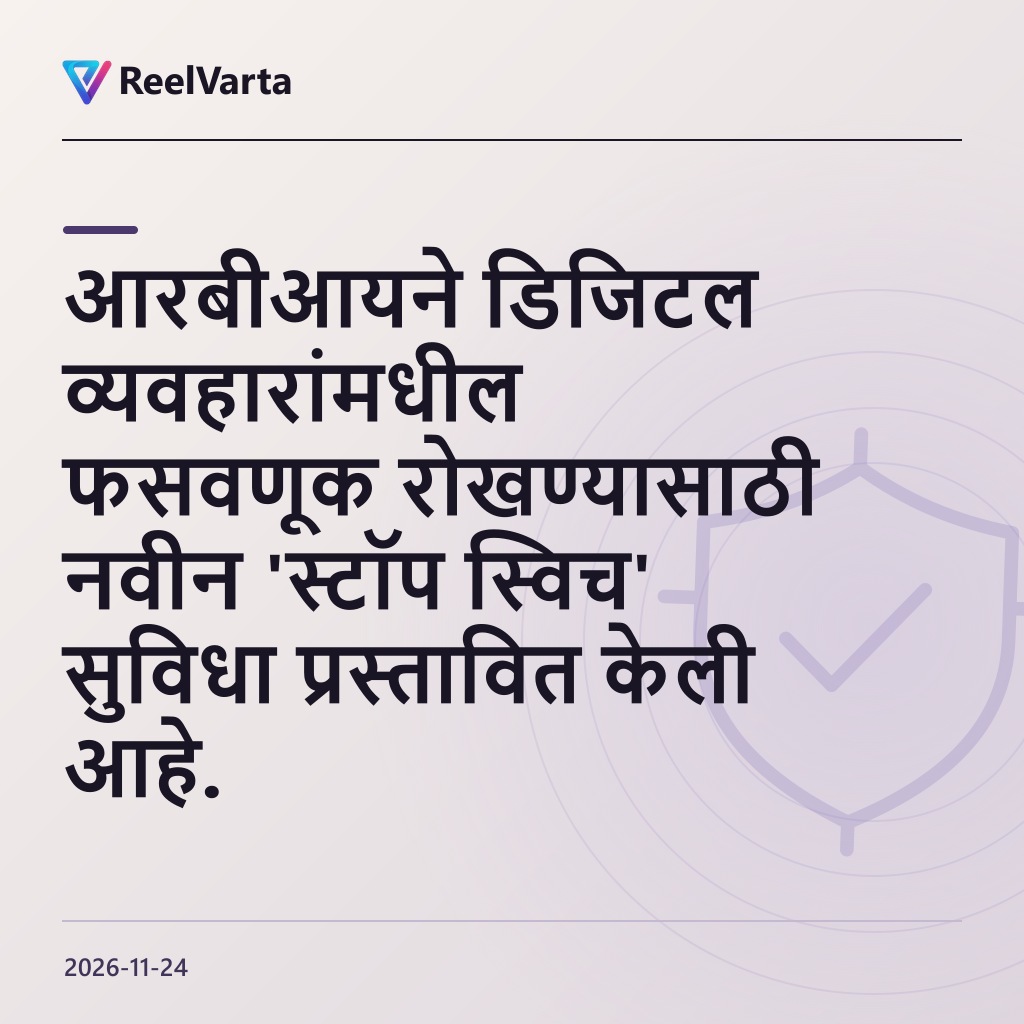 ReelVarta
आरबीआयने डिजिटल
व्यवहारांमधील
फसवणूक रोखण्यासाठी
नवीन 'स्टॉप स्विच'
सुविधा प्रस्तावित केली
आहे.
2026-11-24